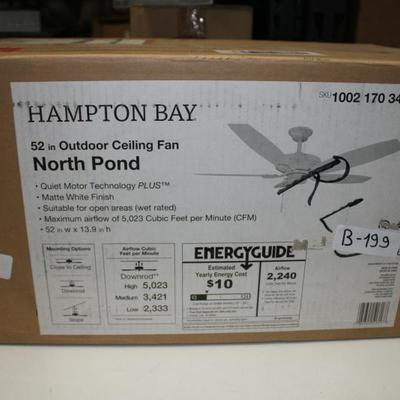 SKU 1002 170 34
HAMPTON BAY
52 in Outdoor Ceiling Fan
North Pond
• Quiet Motor Technology PLUS™
• Matte White Finish
• Suitable for open areas (wet rated)
• Maximum airflow of 5,023 Cubic Feet per Minute (CFM)
• 52 in w x 13.9 in h
B-199
Mounting Options
Close to Ceiling
Downrod
Slope
Airflow Cubic
Feet per Minute
Downrod**
High 5,023
Medium 3,421
Low 2,333
ENERGYGUIDE
Estimated
Yearly Energy Cost
$10
Airflow
2,240